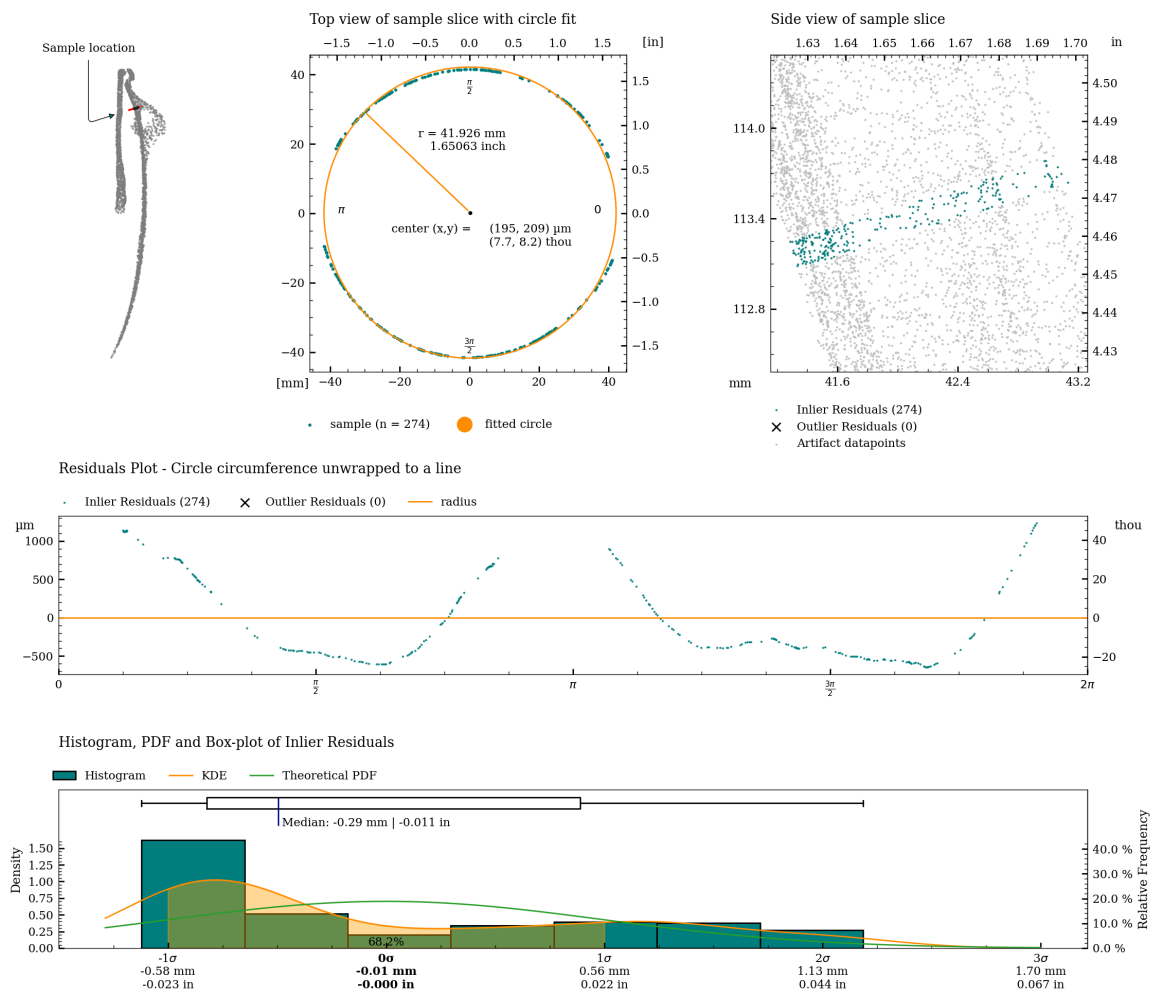 Sample location
Top view of sample slice with circle fit
−1.5 −1.0 −0.5 0.0 0.5 1.0 1.5 [in]
40
20
0
−20
−40
1.5
1.0
0.5
0.0
−0.5
−1.0
−1.5
π/2
r = 41.926 mm
1.65063 inch
π
0
center (x,y) = (195, 209) µm
(7.7, 8.2) thou
3π/2
[mm] −40 −20 0 20 40
sample (n = 274) fitted circle
Side view of sample slice
1.63 1.64 1.65 1.66 1.67 1.68 1.69 1.70 in
114.0
113.4
112.8
4.50
4.49
4.48
4.47
4.46
4.45
4.44
4.43
mm 41.6 42.4 43.2
Inlier Residuals (274)
Outlier Residuals (0)
Artifact datapoints
Residuals Plot - Circle circumference unwrapped to a line
Inlier Residuals (274) Outlier Residuals (0) radius
µm
1000
500
0
−500
thou
40
20
0
−20
0 π/2 π 3π/2 2π
Histogram, PDF and Box-plot of Inlier Residuals
Histogram KDE Theoretical PDF
Median: -0.29 mm | -0.011 in
Density
1.50
1.25
1.00
0.75
0.50
0.25
0.00
Relative Frequency
40.0 %
30.0 %
20.0 %
10.0 %
0.0 %
68.2%
-1σ 0σ 1σ 2σ 3σ
-0.58 mm -0.01 mm 0.56 mm 1.13 mm 1.70 mm
-0.023 in -0.000 in 0.022 in 0.044 in 0.067 in